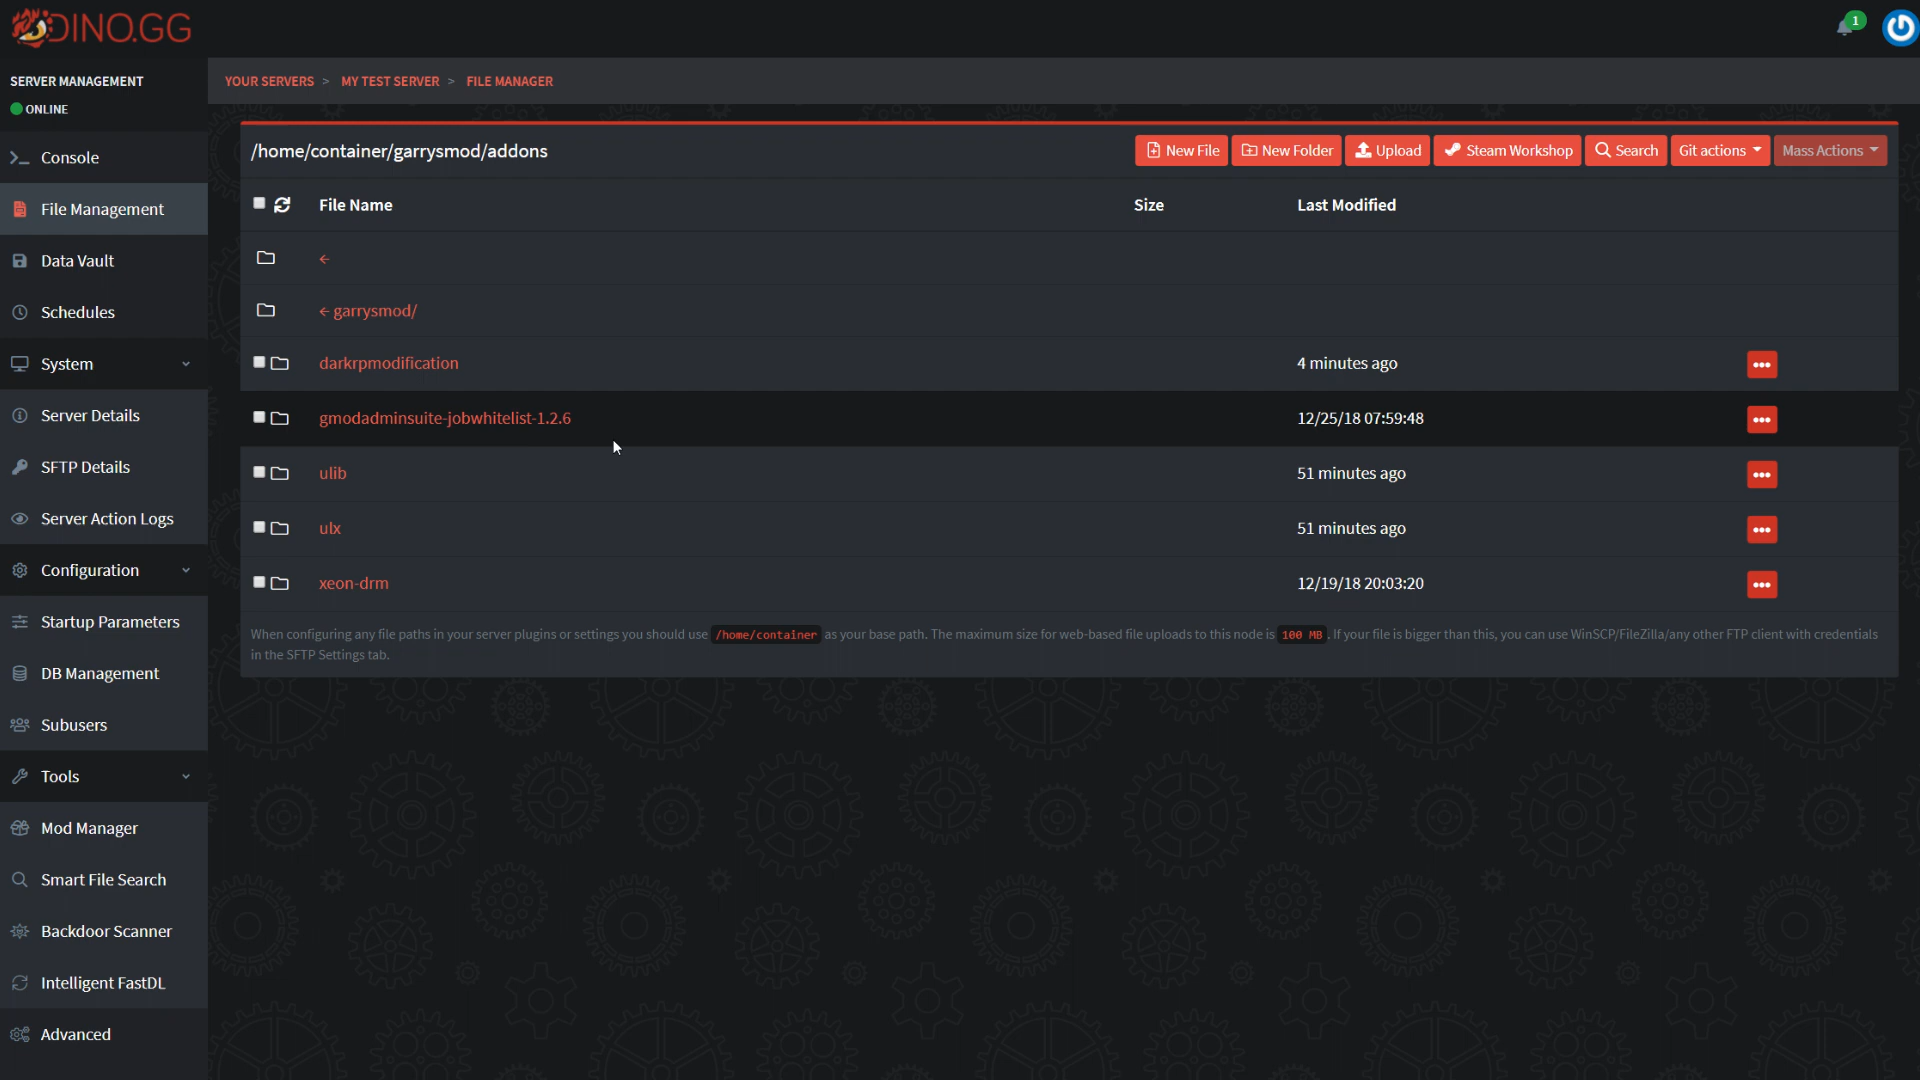 DINO.GG
1
SERVER MANAGEMENT
ONLINE
Console
File Management
Data Vault
Schedules
System
Server Details
SFTP Details
Server Action Logs
Configuration
Startup Parameters
DB Management
Subusers
Tools
Mod Manager
Smart File Search
Backdoor Scanner
Intelligent FastDL
Advanced
YOUR SERVERS > MY TEST SERVER > FILE MANAGER
/home/container/garrysmod/addons
New File New Folder Upload Steam Workshop Search Git actions Mass Actions
File Name Size Last Modified
←
← garrysmod/
darkrpmodification 4 minutes ago
gmodadminsuite-jobwhitelist-1.2.6 12/25/18 07:59:48
ulib 51 minutes ago
ulx 51 minutes ago
xeon-drm 12/19/18 20:03:20
When configuring any file paths in your server plugins or settings you should use /home/container as your base path. The maximum size for web-based file uploads to this node is 100 MB . If your file is bigger than this, you can use WinSCP/FileZilla/any other FTP client with credentials
in the SFTP Settings tab.